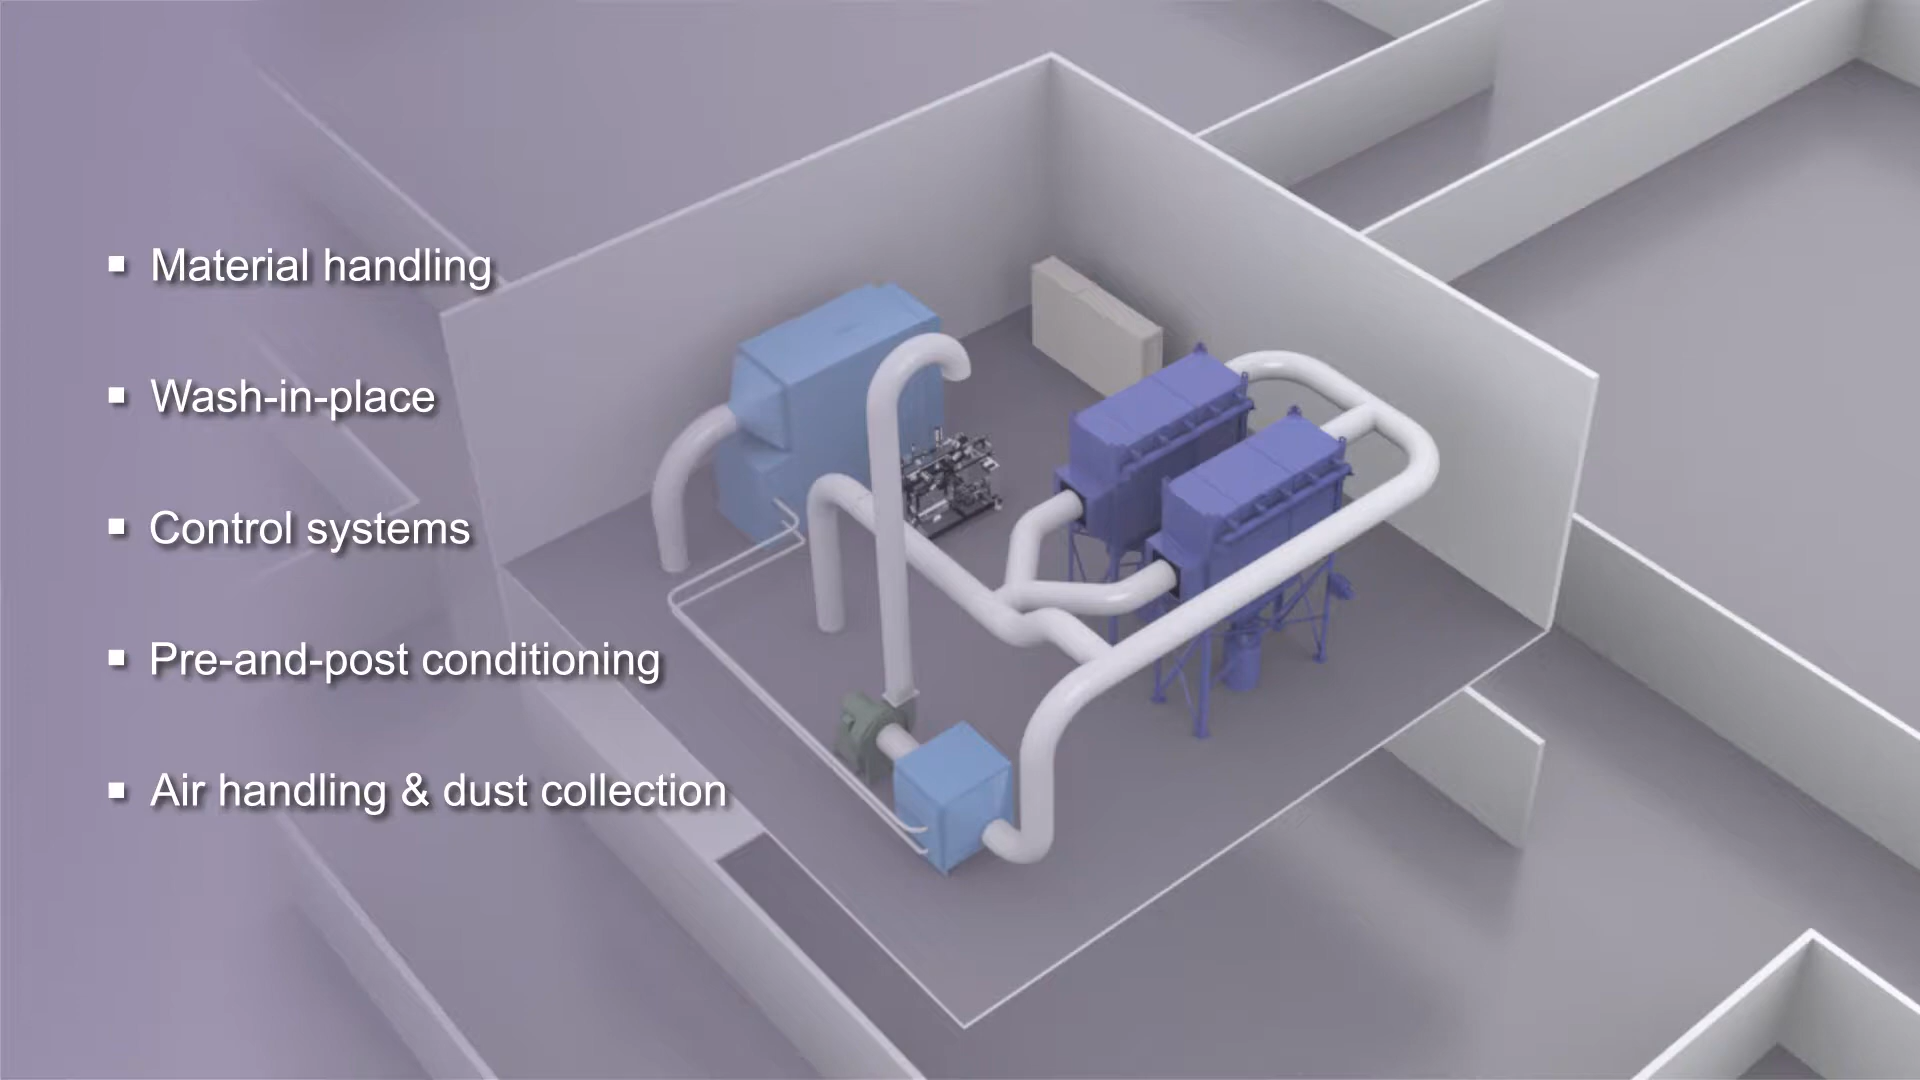 Material handling
Wash-in-place
Control systems
Pre-and-post conditioning
Air handling & dust collection